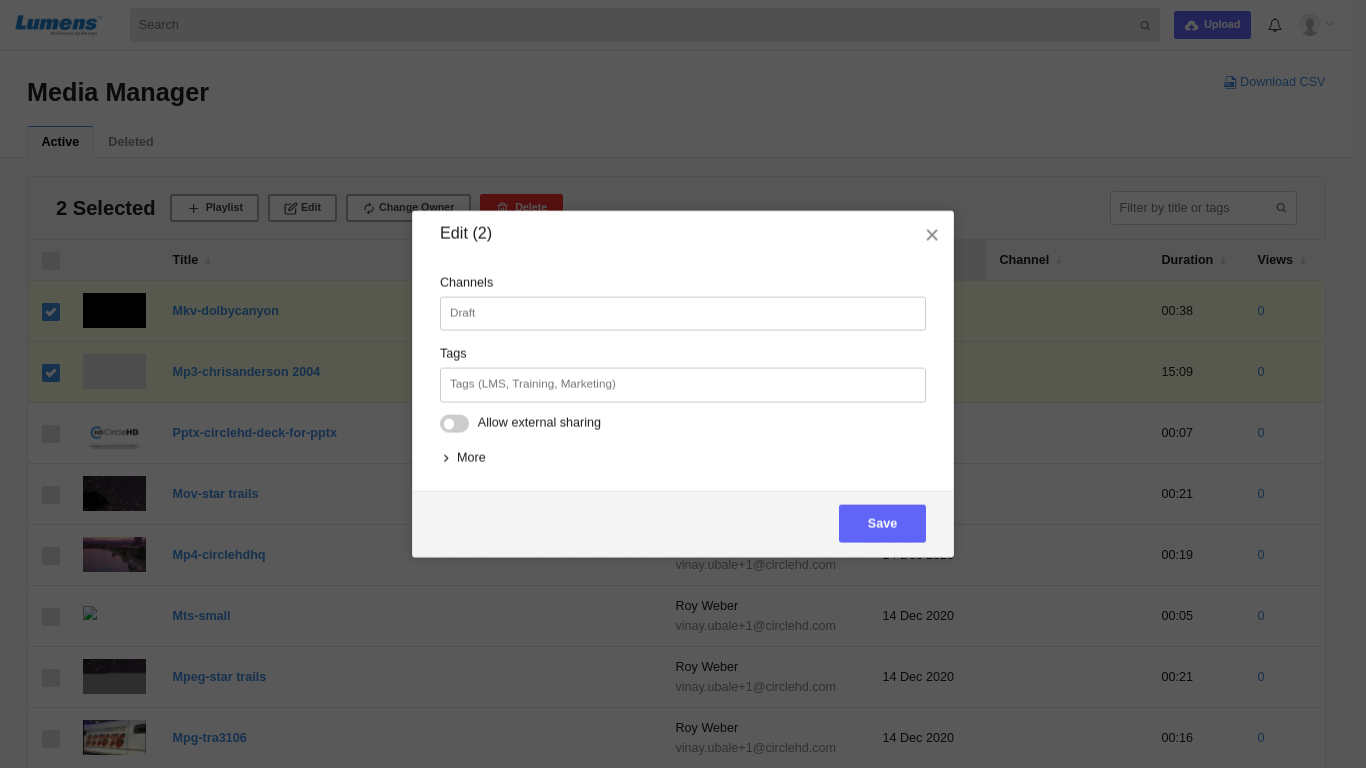 Lumens
Search
Upload
Media Manager
Download CSV
Active
Deleted
2 Selected
Playlist
Edit
Change Owner
Delete
Filter by title or tags
Title
Channel
Duration
Views
Mkv-dolbycanyon
00:38
0
Mp3-chrisanderson 2004
15:09
0
CircleHD
Pptx-circlehd-deck-for-pptx
00:07
0
Mov-star trails
00:21
0
Mp4-circlehdhq
vinay.ubale+1@circlehd.com
14 Dec 2020
00:19
0
Mts-small
Roy Weber
vinay.ubale+1@circlehd.com
14 Dec 2020
00:05
0
Mpeg-star trails
Roy Weber
vinay.ubale+1@circlehd.com
14 Dec 2020
00:21
0
Mpg-tra3106
Roy Weber
vinay.ubale+1@circlehd.com
14 Dec 2020
00:16
0
Edit (2)
Channels
Draft
Tags
Tags (LMS, Training, Marketing)
Allow external sharing
More
Save